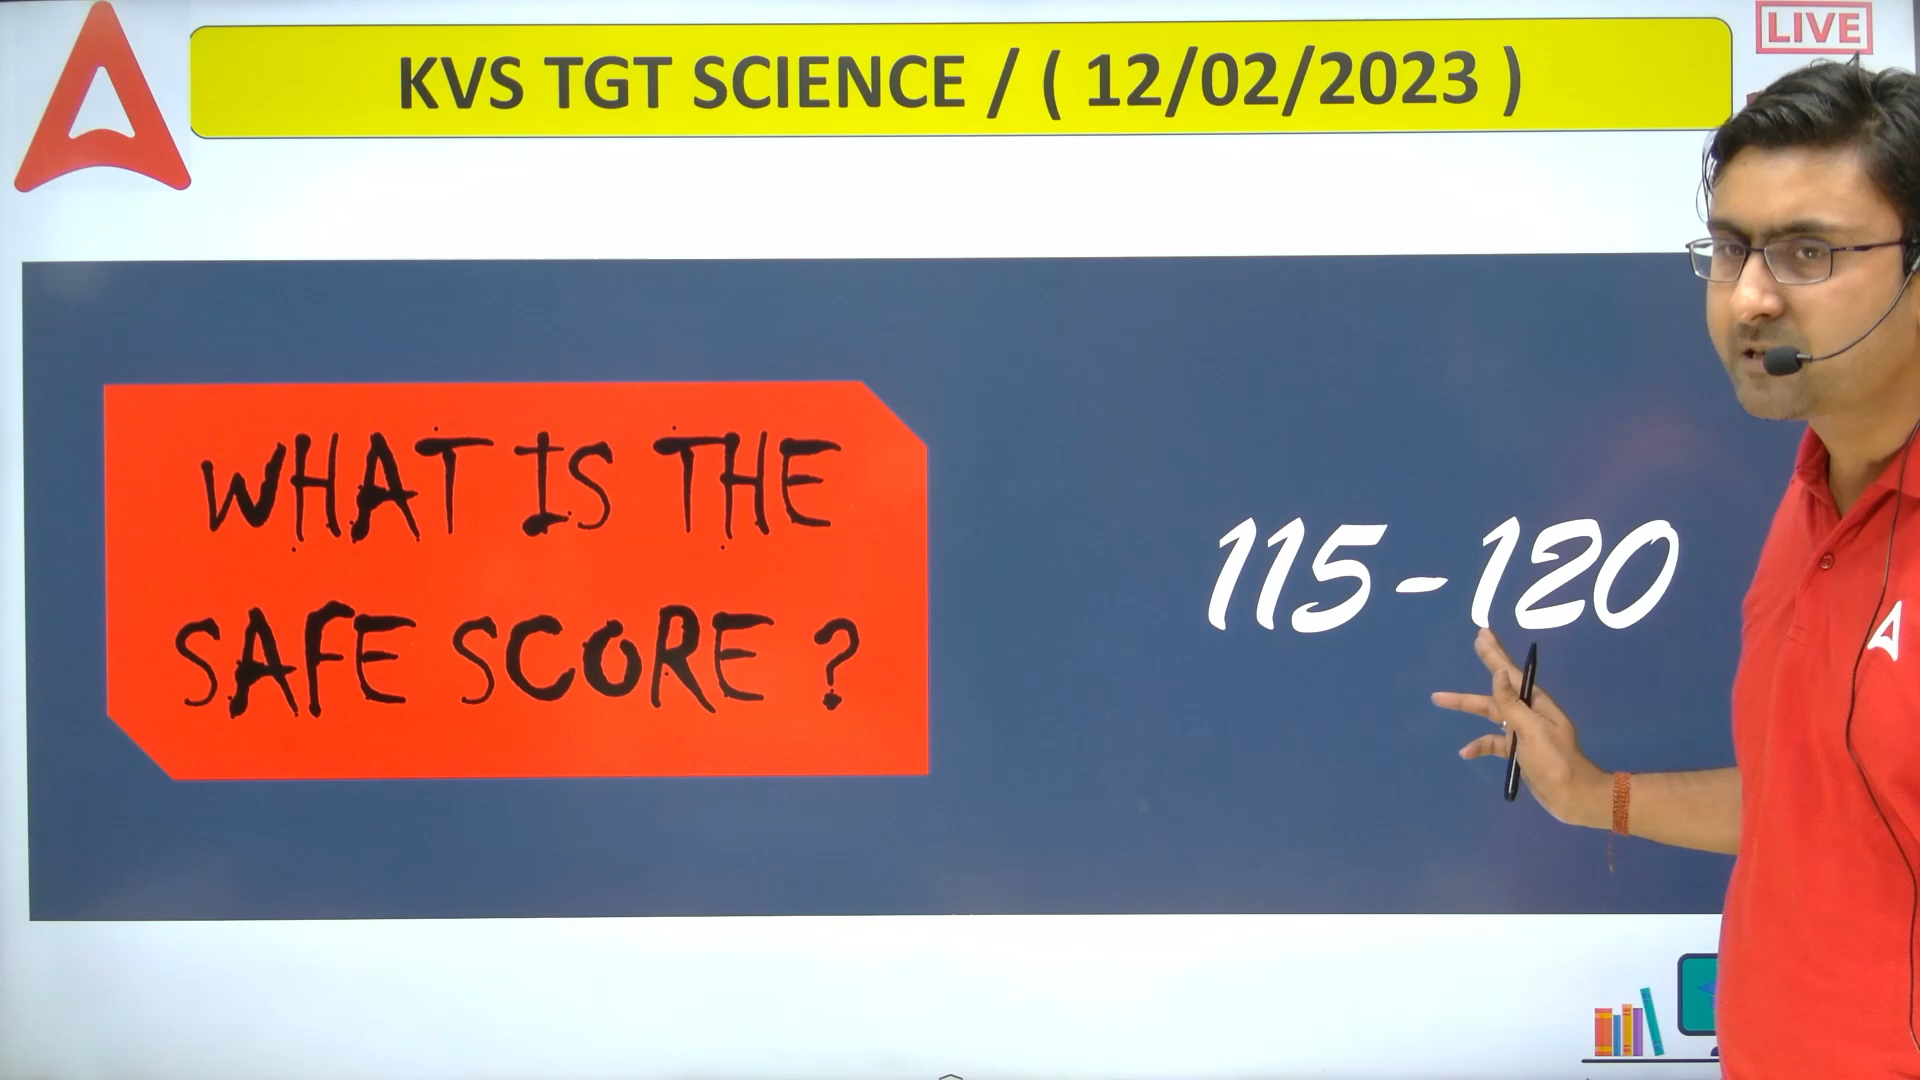 KVS TGT SCIENCE / ( 12/02/2023 )
LIVE
WHAT IS THE
SAFE SCORE ?
115-120